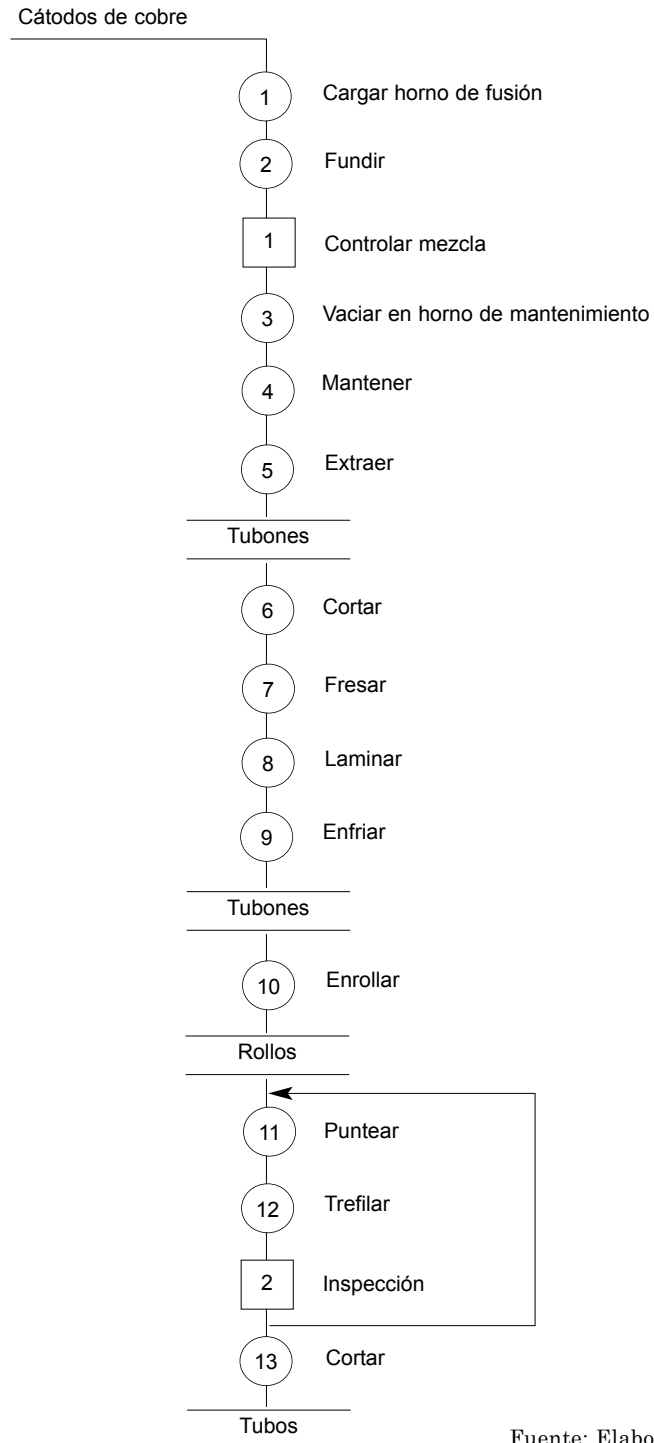 Cátodos de cobre
1 Cargar horno de fusión
2 Fundir
1 Controlar mezcla
3 Vaciar en horno de mantenimiento
4 Mantener
5 Extraer
Tubones
6 Cortar
7 Fresar
8 Laminar
9 Enfriar
Tubones
10 Enrollar
Rollos
11 Puntear
12 Trefilar
2 Inspección
13 Cortar
Tubos
Fuente: Elabo